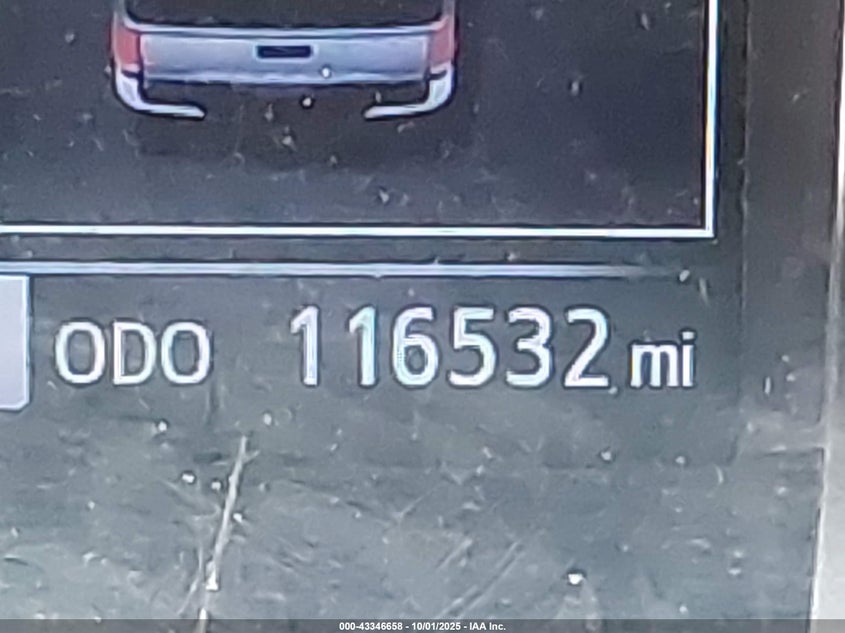 ODO 116532 mi
000-43346658 - 10/01/2025 - IAA Inc.